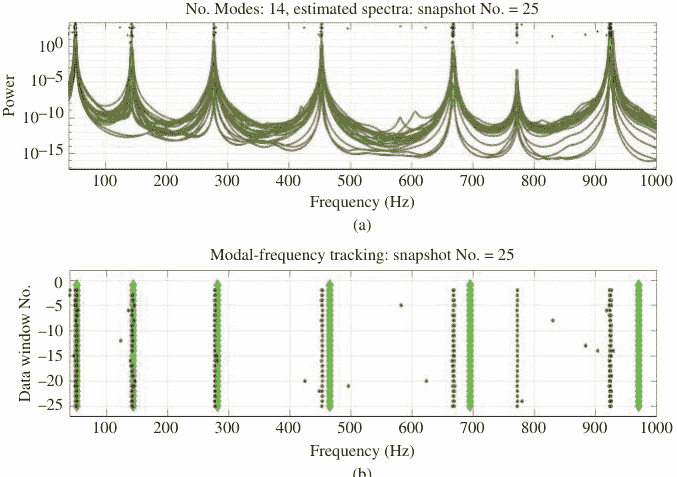 No. Modes: 14, estimated spectra: snapshot No. = 25
Power
10^0
10^−5
10^−10
10^−15
100 200 300 400 500 600 700 800 900 1000
Frequency (Hz)
(a)
Modal-frequency tracking: snapshot No. = 25
Data window No.
0
−5
−10
−15
−20
−25
100 200 300 400 500 600 700 800 900 1000
Frequency (Hz)
(b)